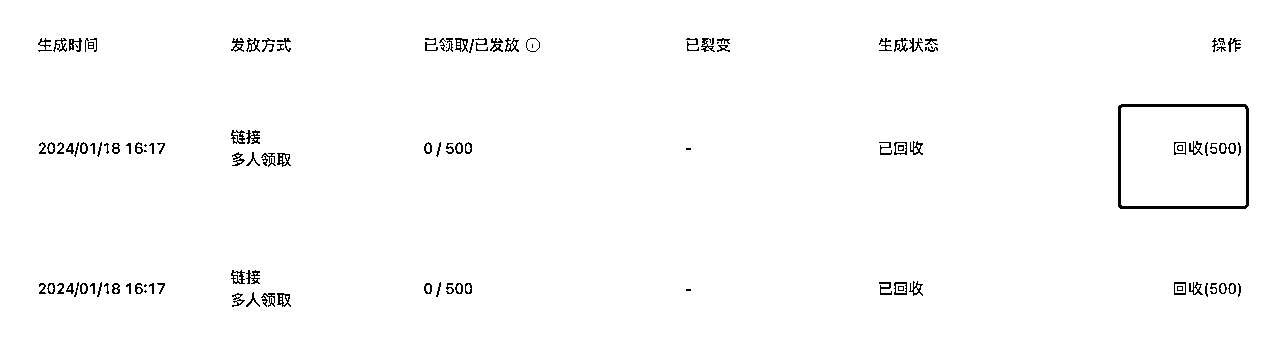 生成时间 发放方式 已领取/已发放 ⓘ 已裂变 生成状态 操作
2024/01/18 16:17 链接 多人领取 0 / 500 - 已回收 回收(500)
2024/01/18 16:17 链接 多人领取 0 / 500 - 已回收 回收(500)